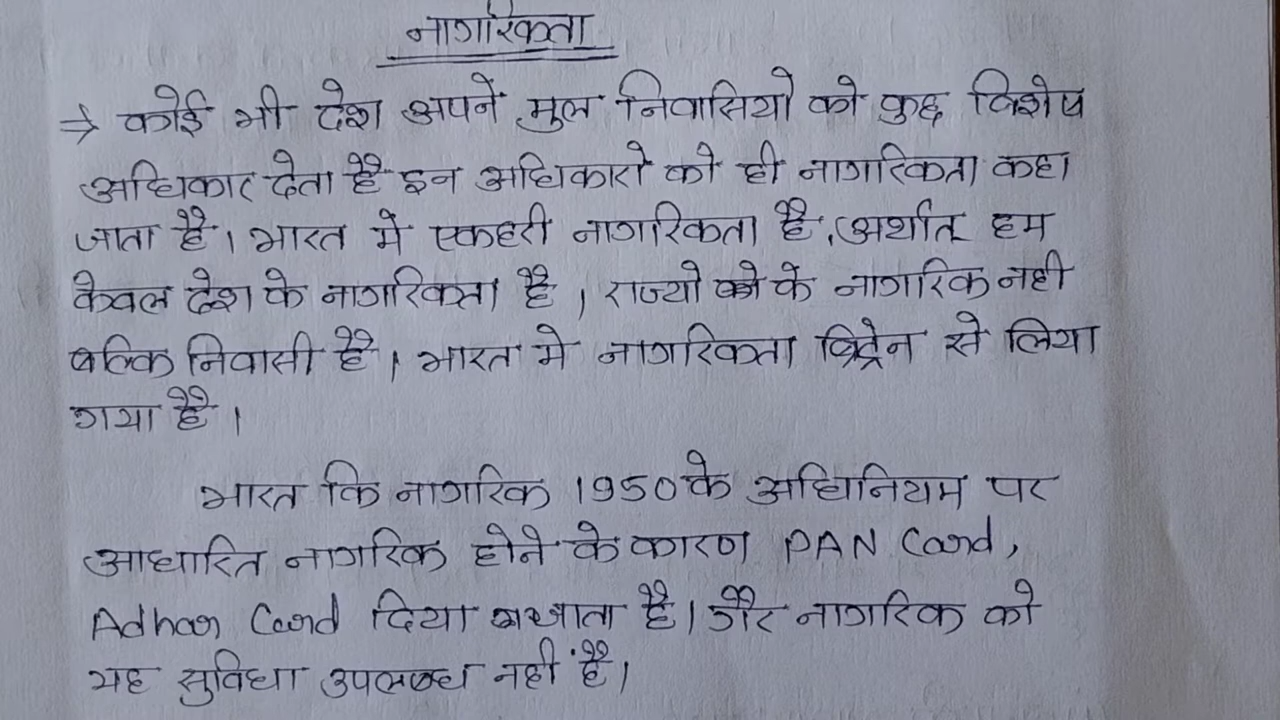 नागरिकता
→ कोई भी देश अपने मुल निवासियो को कुछ विशेष
अधिकार देता है इन अधिकारो को ही नागरिकता कहा
जाता है। भारत मे एकहरी नागरिकता है, अर्थात् हम
केवल देश के नागरिकता है, राज्यो के नागरिक नही
बल्कि निवासी है। भारत मे नागरिकता ब्रिट्रेन से लिया
गया है।
भारत कि नागरिक 1950 के अधिनियम पर
आधारित नागरिक होने के कारण PAN Card,
Adhar Card दिया जाता है। गैर नागरिक को
यह सुविधा उपलब्ध नही है।